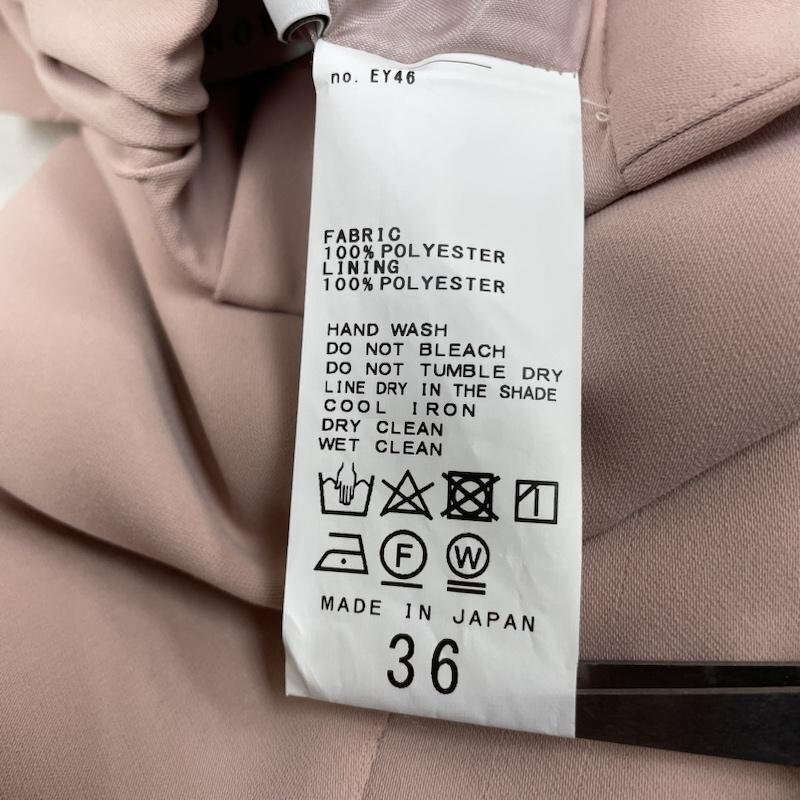 no. EY46
FABRIC
100% POLYESTER
LINING
100% POLYESTER
HAND WASH
DO NOT BLEACH
DO NOT TUMBLE DRY
LINE DRY IN THE SHADE
COOL IRON
DRY CLEAN
WET CLEAN
F W
MADE IN JAPAN
36